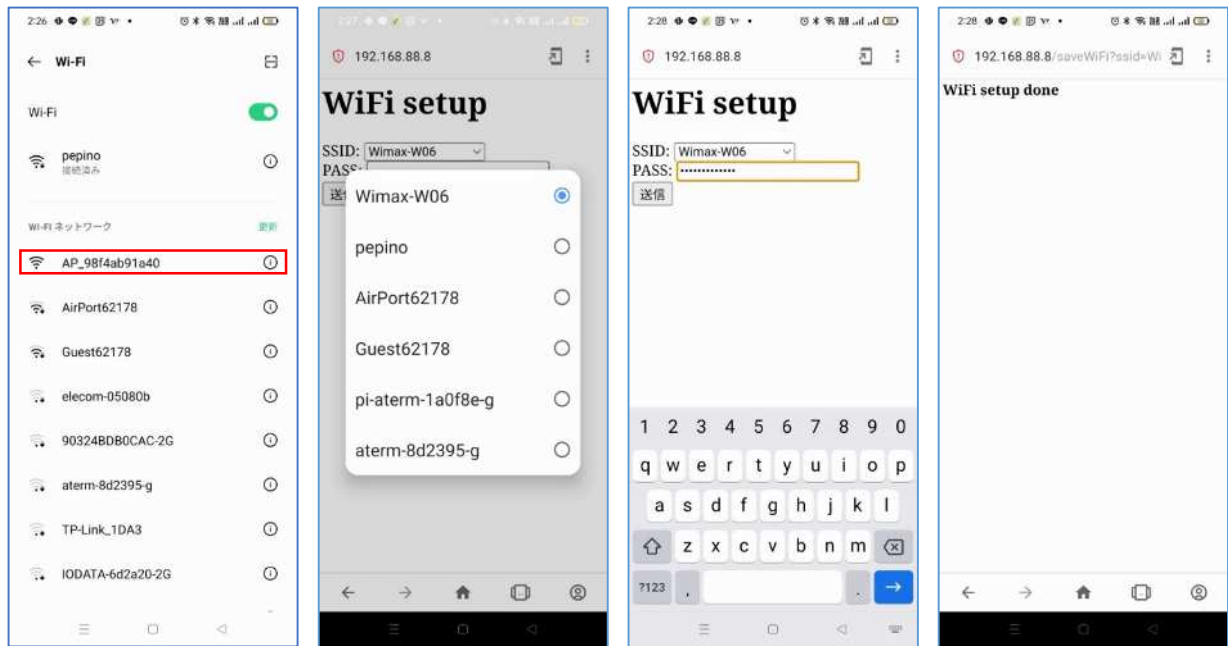 2:26
Wi-Fi
Wi-Fi
pepino
接続済み
Wi-Fi ネットワーク
更新
AP_98f4ab91a40
AirPort62178
Guest62178
elecom-05080b
90324BDB0CAC-2G
aterm-8d2395-g
TP-Link_1DA3
IODATA-6d2a20-2G
2:27
192.168.88.8
WiFi setup
SSID: Wimax-W06
PASS:
Wimax-W06
pepino
AirPort62178
Guest62178
pi-aterm-1a0f8e-g
aterm-8d2395-g
2:28
192.168.88.8
WiFi setup
SSID: Wimax-W06
PASS: •••••••••••••
送信
1 2 3 4 5 6 7 8 9 0
q w e r t y u i o p
a s d f g h j k l
z x c v b n m
?123 , .
2:28
192.168.88.8/saveWiFi?ssid=Wi
WiFi setup done